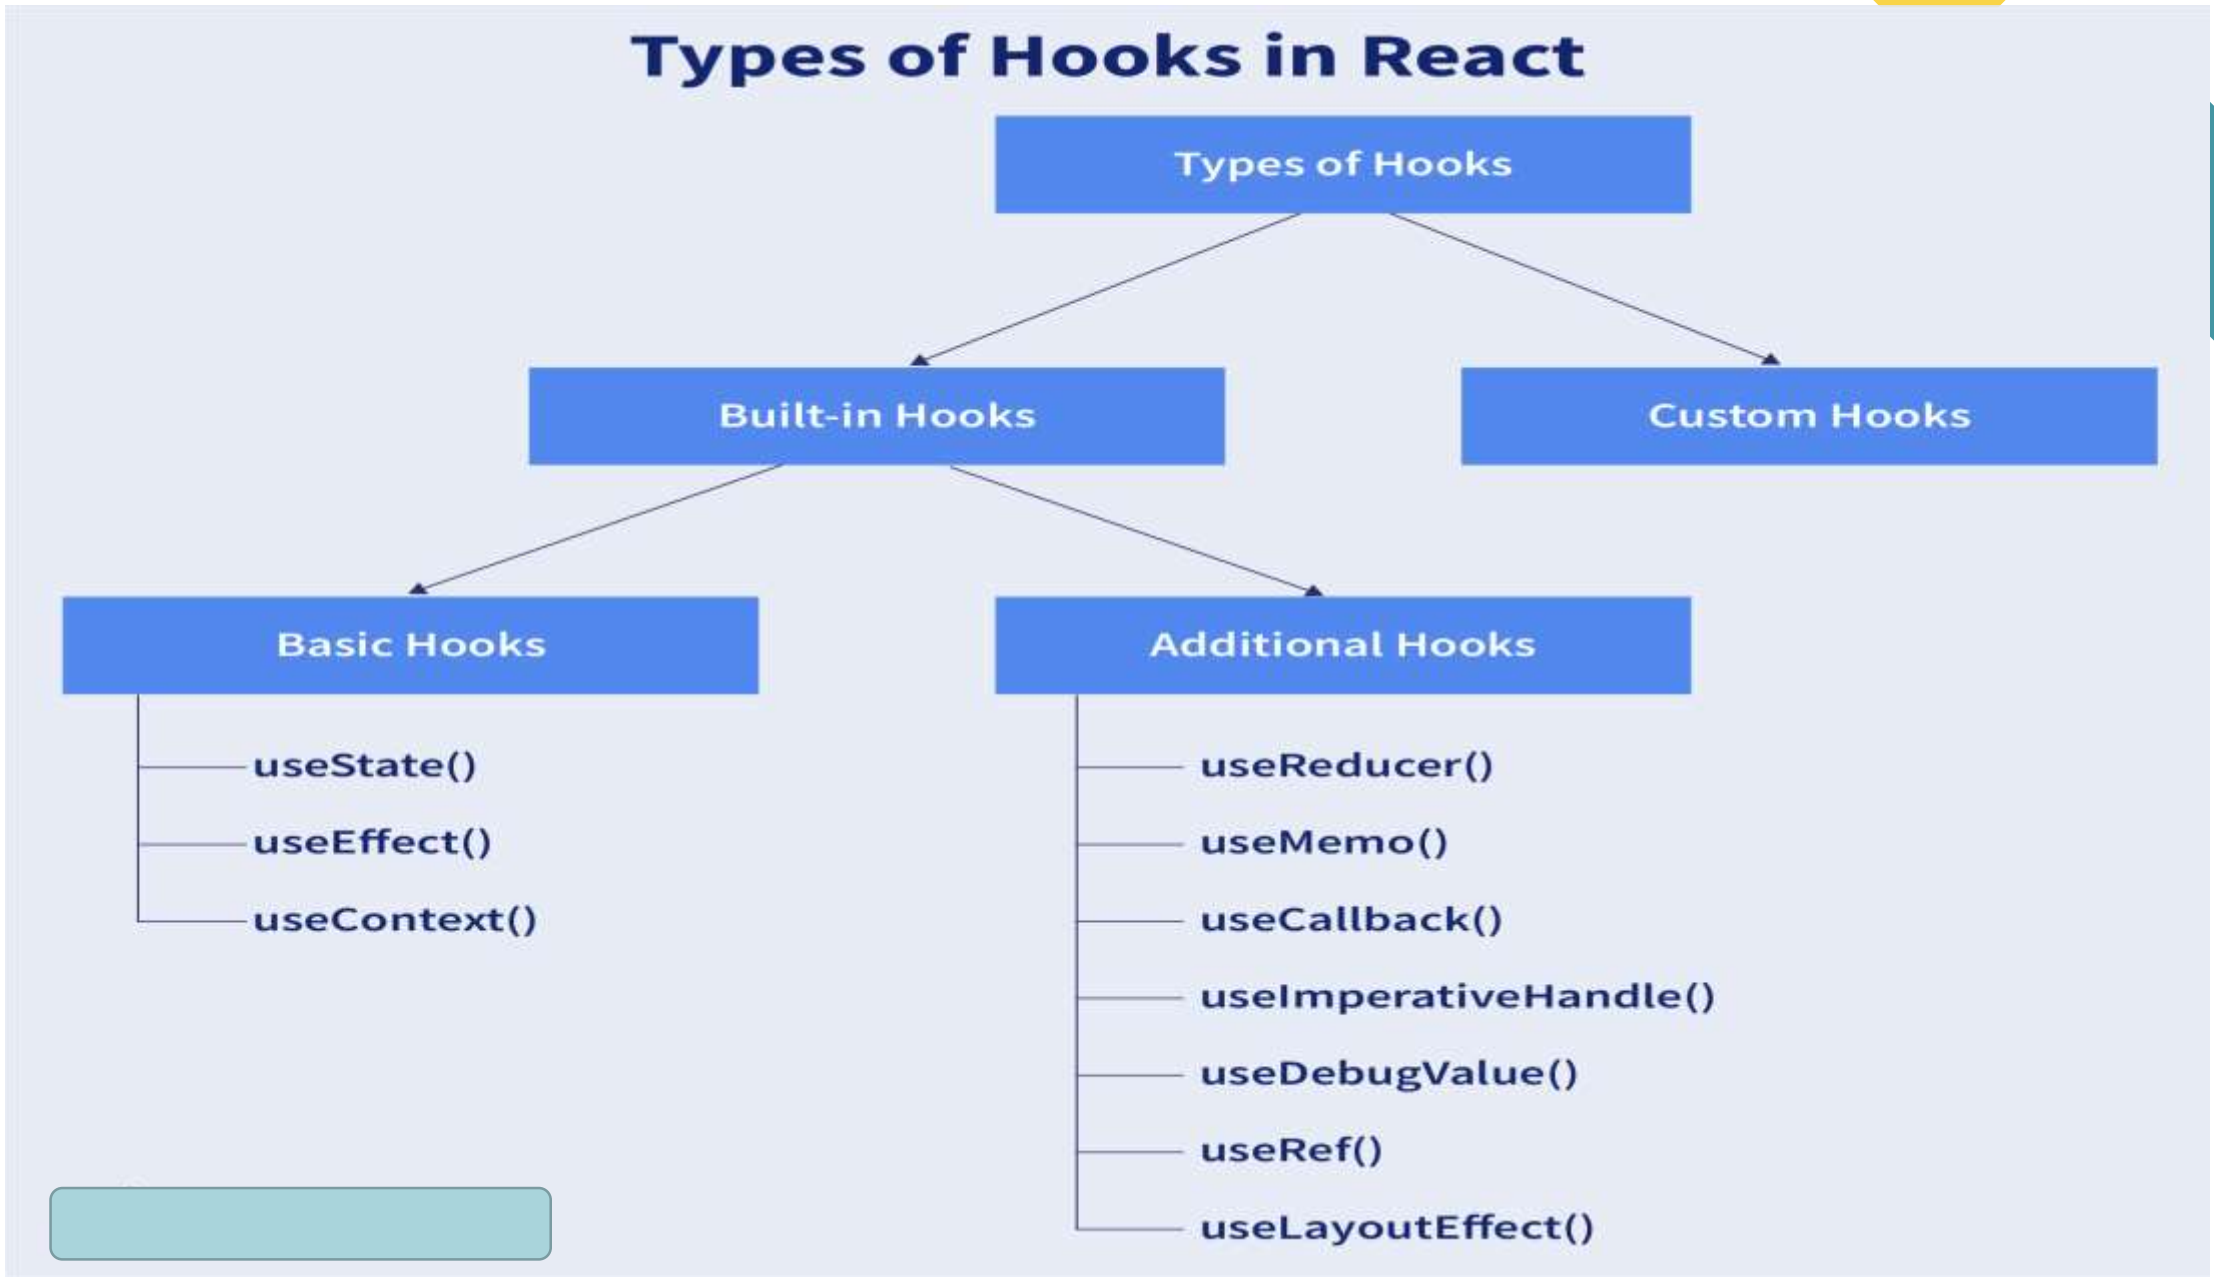 Types of Hooks in React
Types of Hooks
Built-in Hooks
Custom Hooks
Basic Hooks
Additional Hooks
useState()
useEffect()
useContext()
useReducer()
useMemo()
useCallback()
useImperativeHandle()
useDebugValue()
useRef()
useLayoutEffect()